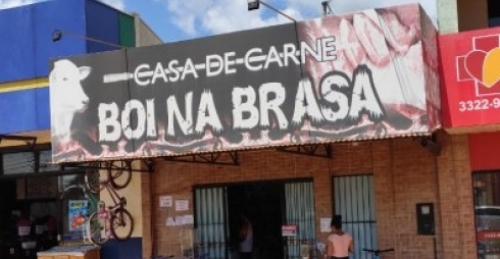 CASA DE CARNE
BOI NA BRASA
3322-9